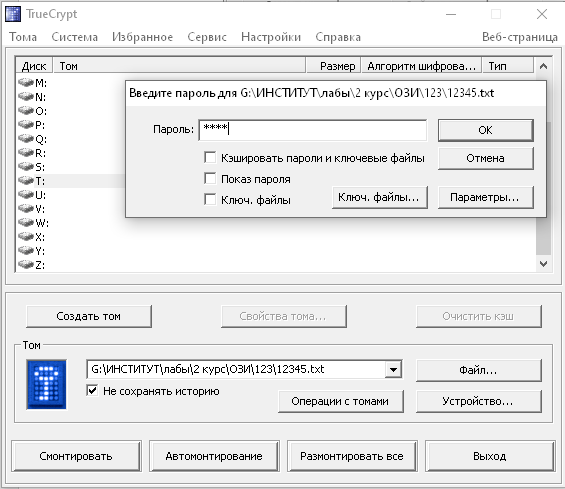 TrueCrypt
Тома Система Избранное Сервис Настройки Справка Веб-страница
Диск Том Размер Алгоритм шифрова... Тип
M:
N:
O:
P:
Q:
R:
S:
T:
U:
V:
W:
X:
Y:
Z:
Введите пароль для G:\ИНСТИТУТ\лабы\2 курс\ОЗИ\123\12345.txt
Пароль: ****
OK
Кэшировать пароли и ключевые файлы
Отмена
Показ пароля
Ключ. файлы
Ключ. файлы...
Параметры...
Создать том
Свойства тома...
Очистить кэш
Том
G:\ИНСТИТУТ\лабы\2 курс\ОЗИ\123\12345.txt
Файл...
Не сохранять историю
Операции с томами
Устройство...
Смонтировать
Автомонтирование
Размонтировать все
Выход